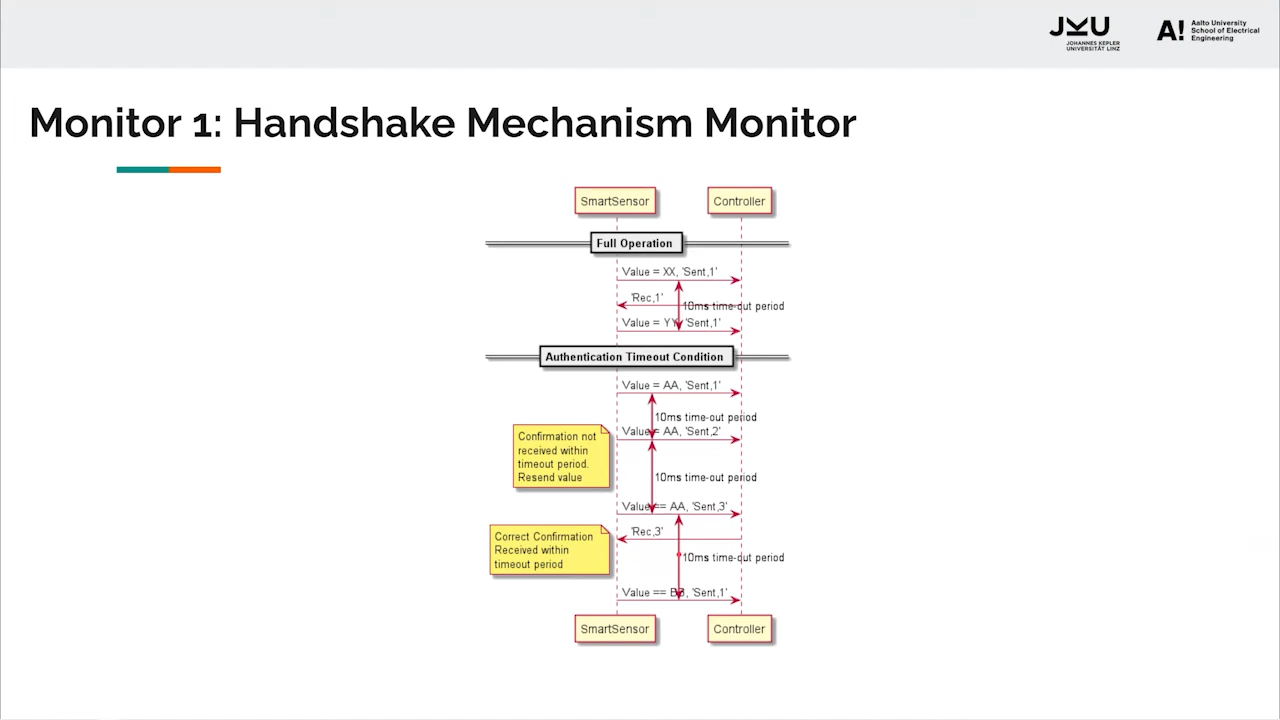 JKU
JOHANNES KEPLER
UNIVERSITÄT LINZ
A!
Aalto University
School of Electrical
Engineering
Monitor 1: Handshake Mechanism Monitor
SmartSensor
Controller
Full Operation
Value = XX, 'Sent,1'
'Rec,1'
10ms time-out period
Value = YY, 'Sent,1'
Authentication Timeout Condition
Value = AA, 'Sent,1'
10ms time-out period
Value = AA, 'Sent,2'
Confirmation not
received within
timeout period.
Resend value
10ms time-out period
Value == AA, 'Sent,3'
'Rec,3'
Correct Confirmation
Received within
timeout period
10ms time-out period
Value == BB, 'Sent,1'
SmartSensor
Controller